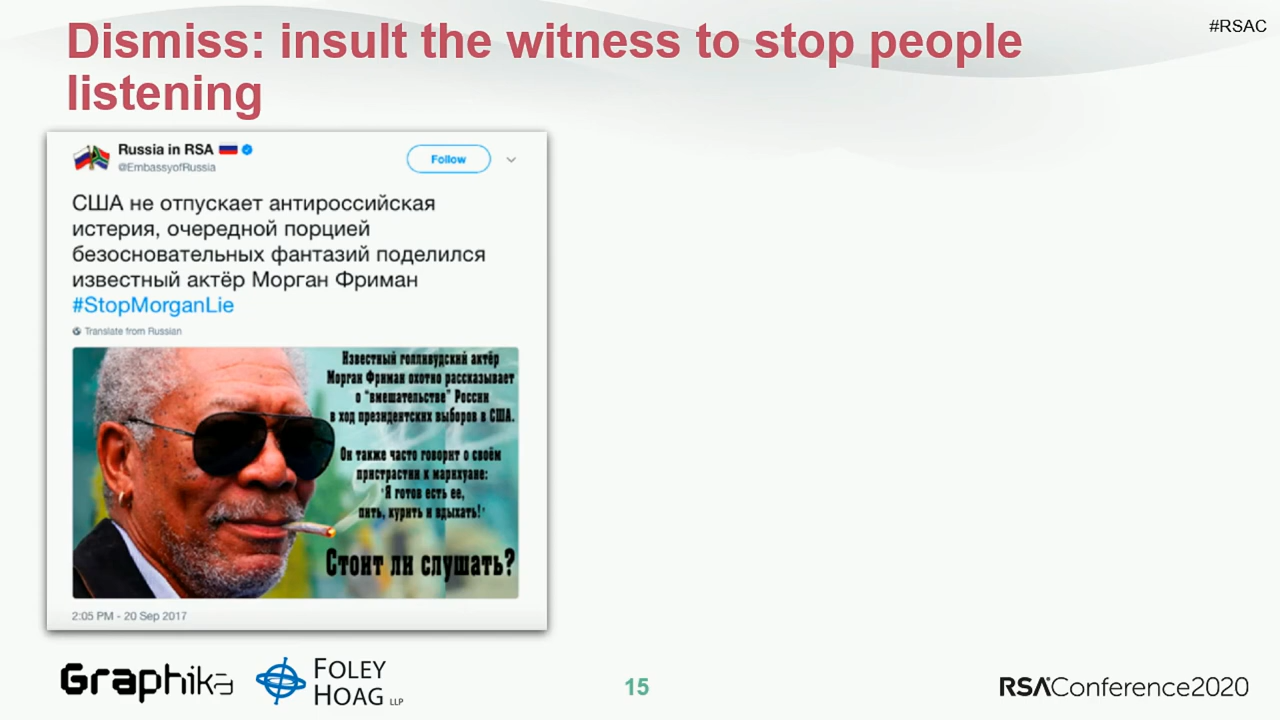 #RSAC
Dismiss: insult the witness to stop people
listening
Russia in RSA
@EmbassyofRussia
Follow
США не отпускает антироссийская
истерия, очередной порцией
безосновательных фантазий поделился
известный актёр Морган Фриман
#StopMorganLie
Translate from Russian
Известный голливудский актёр
Морган Фриман охотно рассказывает
о "вмешательстве" России
в ход президентских выборов в США.
Он также часто говорит о своём
пристрастии к марихуане:
"Я готов есть ее,
пить, курить и вдыхать!"
Стоит ли слушать?
2:05 PM - 20 Sep 2017
Graphika
FOLEY
HOAG LLP
15
RSAConference2020